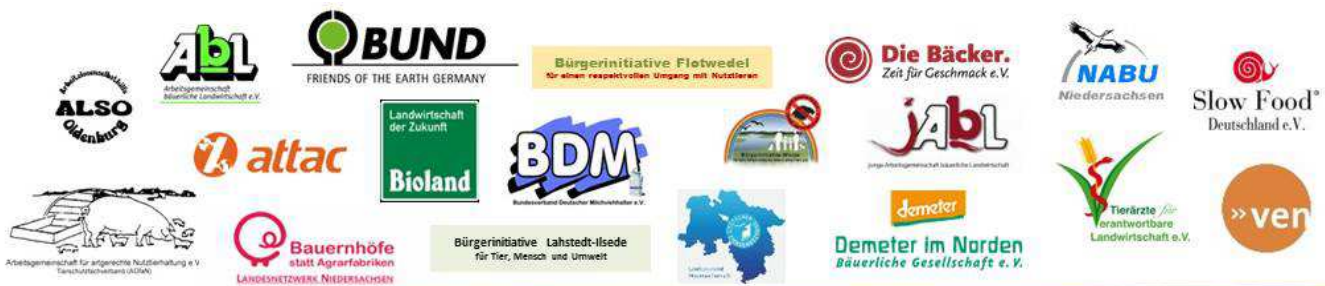 Arbeitslosenselbsthilfe
ALSO
Oldenburg
AbL
Arbeitsgemeinschaft
bäuerliche Landwirtschaft e.V.
BUND
FRIENDS OF THE EARTH GERMANY
Bürgerinitiative Flotwedel
für einen respektvollen Umgang mit Nutztieren
Die Bäcker.
Zeit für Geschmack e.V.
NABU
Niedersachsen
Slow Food®
Deutschland e.V.
attac
Landwirtschaft
der Zukunft
Bioland
BDM
Bundesverband Deutscher Milchviehhalter e.V.
jAbL
junge Arbeitsgemeinschaft bäuerliche Landwirtschaft
Tierärzte für
verantwortbare
Landwirtschaft e.V.
»ven
Arbeitsgemeinschaft für artgerechte Nutztierhaltung e.V.
Tierschutzfachverband (AGfaN)
Bauernhöfe
statt Agrarfabriken
LANDESNETZWERK NIEDERSACHSEN
Bürgerinitiative Lahstedt-Ilsede
für Tier, Mensch und Umwelt
demeter
Demeter im Norden
Bäuerliche Gesellschaft e. V.